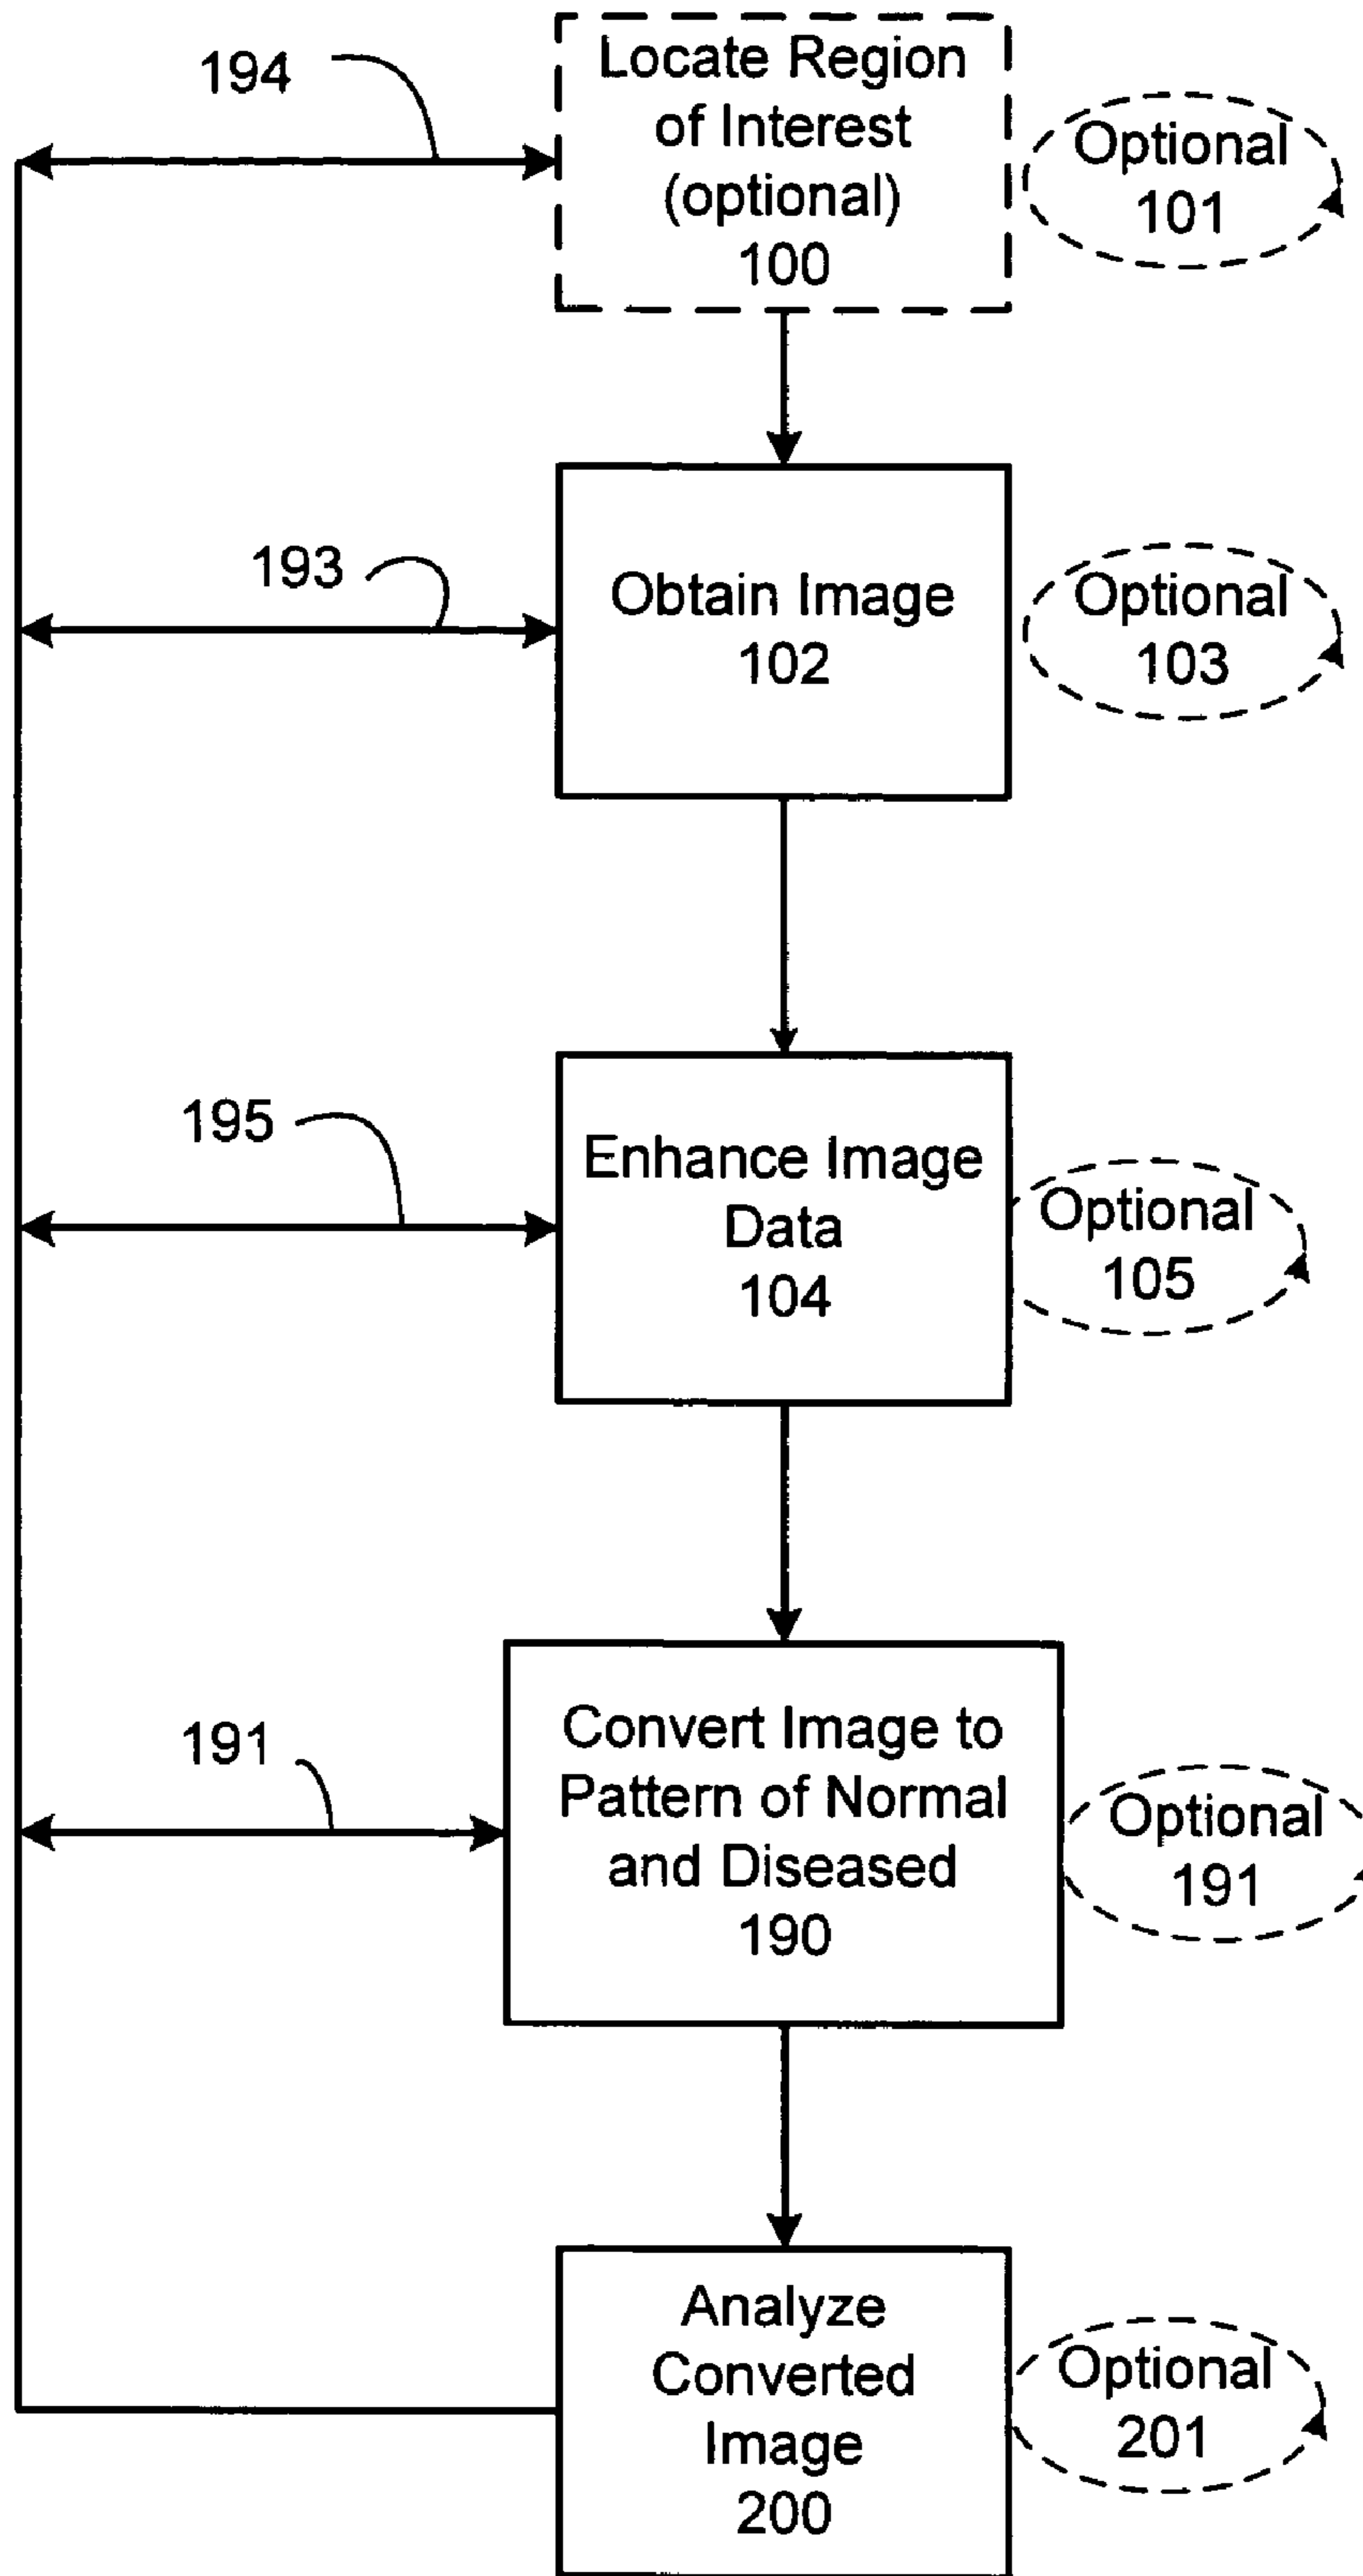 194
Locate Region
of Interest
(optional)
100
Optional
101
193
Obtain Image
102
Optional
103
195
Enhance Image
Data
104
Optional
105
191
Convert Image to
Pattern of Normal
and Diseased
190
Optional
191
Analyze
Converted
Image
200
Optional
201